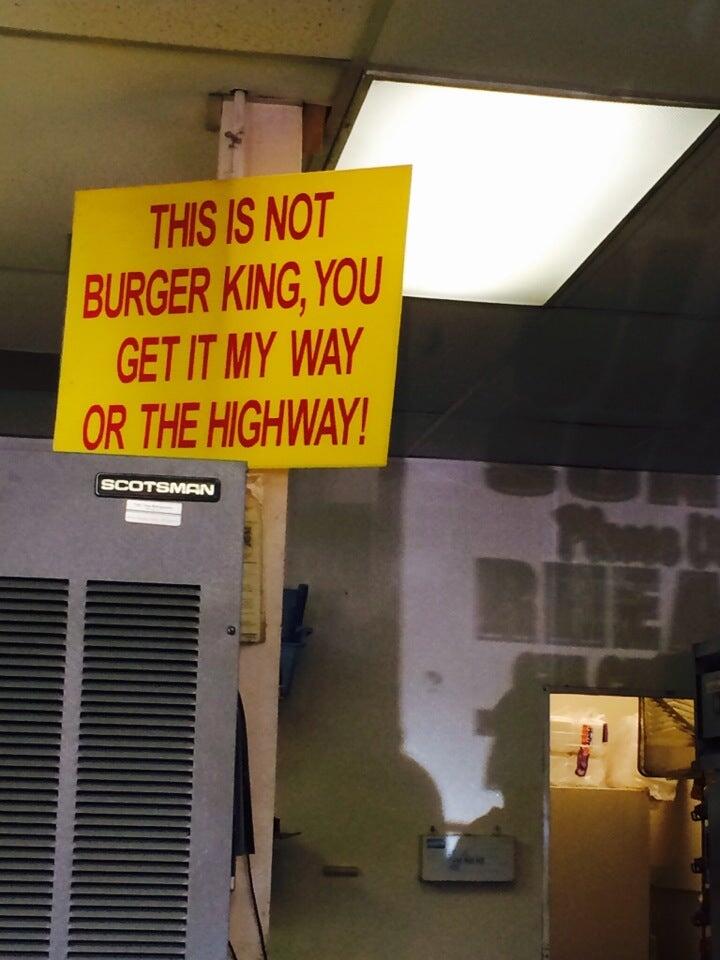 THIS IS NOT
BURGER KING, YOU
GET IT MY WAY
OR THE HIGHWAY!
SCOTSMAN